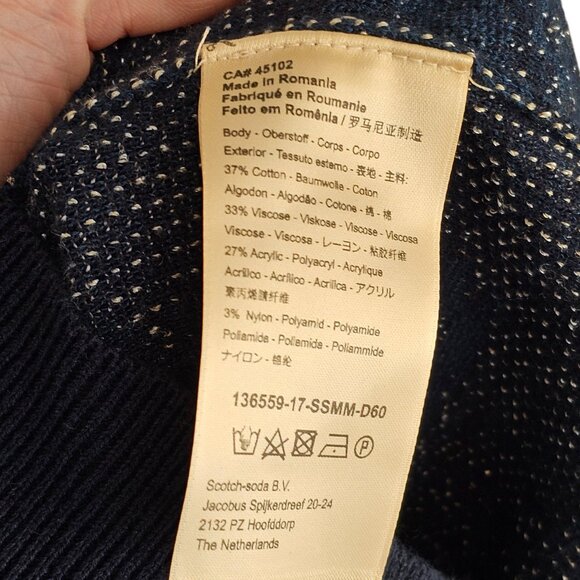 CA# 45102
Made in Romania
Fabriqué en Roumanie
Feito em Romênia / 罗马尼亚制造
Body - Oberstoff - Corps - Corpo
Exterior - Tessuto esterno - 表地 - 主料:
37% Cotton - Baumwolle - Coton
Algodon - Algodão - Cotone - 綿 - 棉
33% Viscose - Viskose - Viscose - Viscosa
Viscose - Viscosa - レーヨン - 粘胶纤维
27% Acrylic - Polyacryl - Acrylique
Acrílico - Acrílico - Acrilica - アクリル
聚丙烯腈纤维
3% Nylon - Polyamid - Polyamide
Poliamida - Poliamida - Poliammide
ナイロン - 锦纶
136559-17-SSMM-D60
P
Scotch-soda B.V.
Jacobus Spijkerdreef 20-24
2132 PZ Hoofddorp
The Netherlands